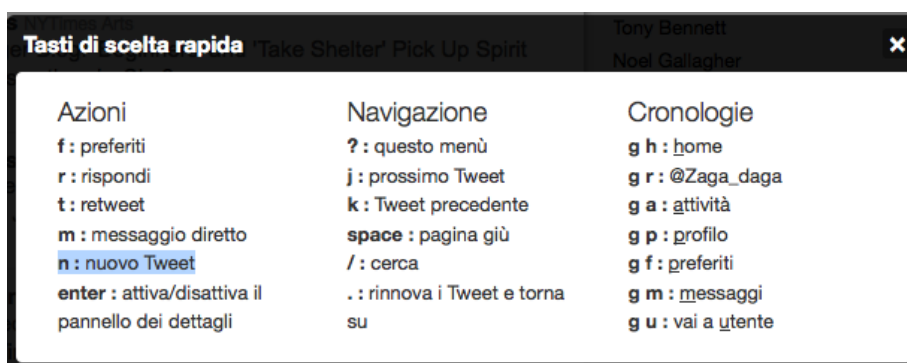 NYTimes Arts
'Take Shelter' Pick Up Spirit
Tony Bennett
Noel Gallagher
Tasti di scelta rapida
Azioni
f : preferiti
r : rispondi
t : retweet
m : messaggio diretto
n : nuovo Tweet
enter : attiva/disattiva il
pannello dei dettagli
Navigazione
? : questo menù
j : prossimo Tweet
k : Tweet precedente
space : pagina giù
/ : cerca
. : rinnova i Tweet e torna
su
Cronologie
g h : home
g r : @Zaga_daga
g a : attività
g p : profilo
g f : preferiti
g m : messaggi
g u : vai a utente